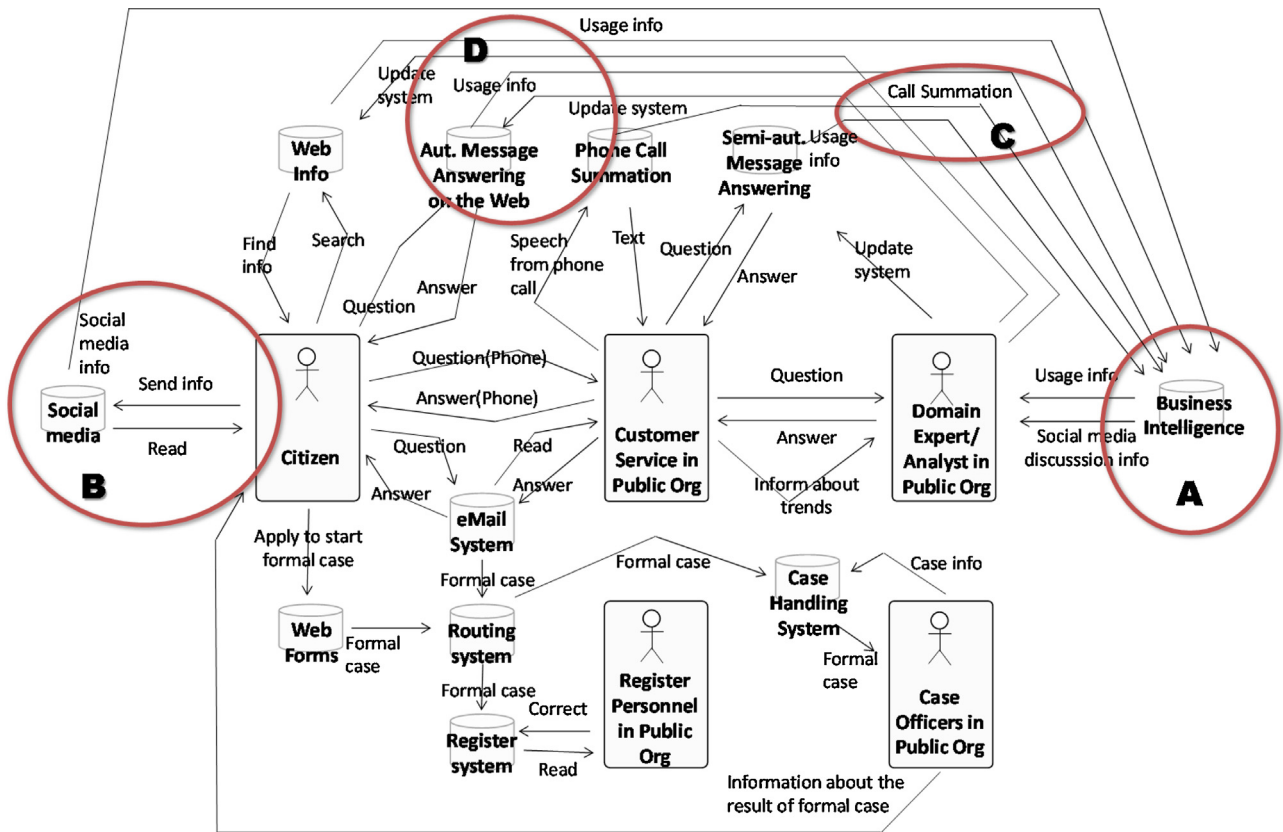 Usage info
D
Update
system
Usage info
Update system
Call Summation
C
Web
Info
Aut. Message
Answering
on the Web
Phone Call
Summation
Semi-aut.
Message
Answering
Usage
info
Find
info
Search
Question
Answer
Speech
from phone
call
Text
Question
Answer
Update
system
Social
media
info
Send info
Social
media
Read
B
Citizen
Question(Phone)
Answer(Phone)
Question
Read
Answer
Answer
Customer
Service in
Public Org
Question
Answer
Inform about
trends
Domain
Expert/
Analyst in
Public Org
Usage info
Social media
discusssion info
Business
Intelligence
A
Apply to start
formal case
eMail
System
Formal case
Formal case
Case
Handling
System
Case info
Web
Forms
Formal
case
Routing
system
Formal case
Register
system
Correct
Read
Register
Personnel
in Public
Org
Formal
case
Case
Officers in
Public Org
Information about the
result of formal case